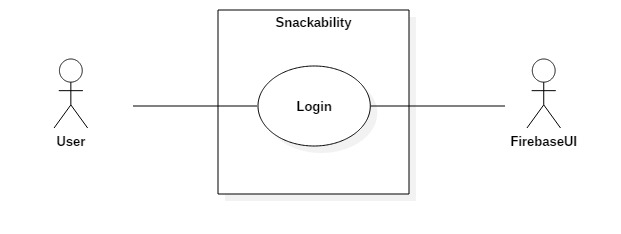 Snackability
Login
User
FirebaseUI